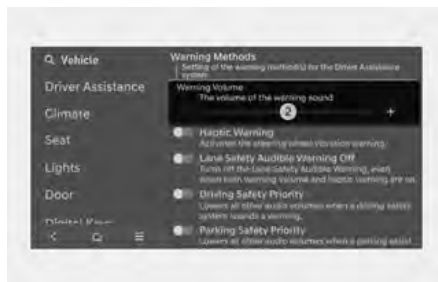 Vehicle
Driver Assistance
Climate
Seat
Lights
Door
Digital Key
Warning Methods
Setting of the warning method(s) for the Driver Assistance
system
Warning Volume
The volume of the warning sound
2
+
Haptic Warning
Activates the steering wheel vibration warning.
Lane Safety Audible Warning Off
Turns off the Lane Safety Audible Warning, even
when both warning volume and haptic warning are on.
Driving Safety Priority
Lowers all other audio volumes when a driving safety
system sounds a warning.
Parking Safety Priority
Lowers all other audio volumes when a parking assist